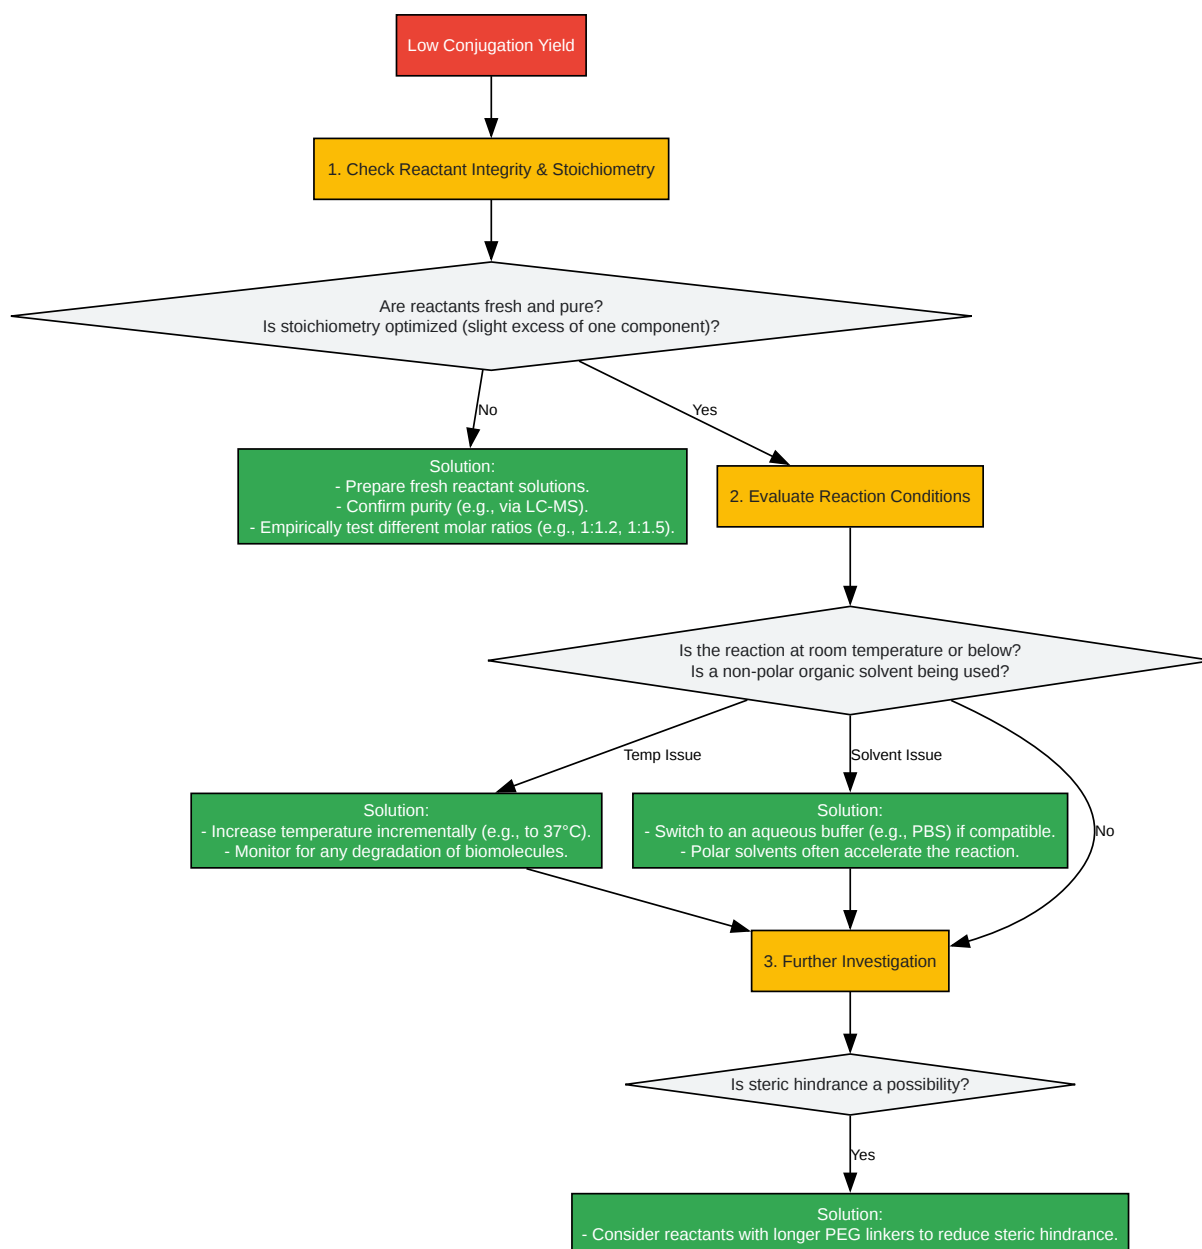 Low Conjugation Yield
1. Check Reactant Integrity & Stoichiometry
Are reactants fresh and pure?
Is stoichiometry optimized (slight excess of one component)?
No
Yes
Solution:
- Prepare fresh reactant solutions.
- Confirm purity (e.g., via LC-MS).
- Empirically test different molar ratios (e.g., 1:1.2, 1:1.5).
2. Evaluate Reaction Conditions
Is the reaction at room temperature or below?
Is a non-polar organic solvent being used?
Temp Issue
Solvent Issue
No
Solution:
- Increase temperature incrementally (e.g., to 37°C).
- Monitor for any degradation of biomolecules.
Solution:
- Switch to an aqueous buffer (e.g., PBS) if compatible.
- Polar solvents often accelerate the reaction.
3. Further Investigation
Is steric hindrance a possibility?
Yes
Solution:
- Consider reactants with longer PEG linkers to reduce steric hindrance.